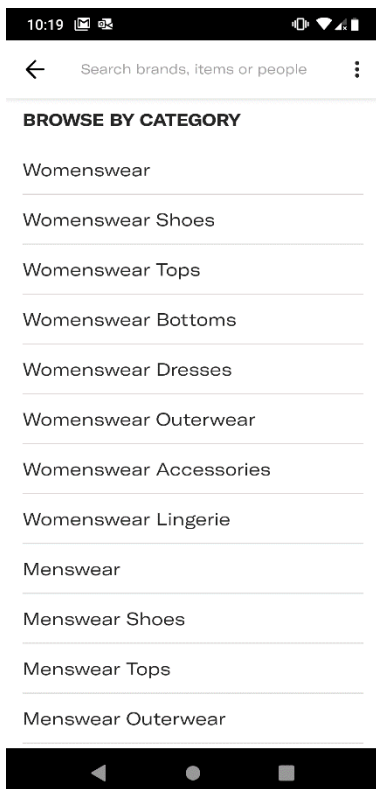 10:19
Search brands, items or people
BROWSE BY CATEGORY
Womenswear
Womenswear Shoes
Womenswear Tops
Womenswear Bottoms
Womenswear Dresses
Womenswear Outerwear
Womenswear Accessories
Womenswear Lingerie
Menswear
Menswear Shoes
Menswear Tops
Menswear Outerwear